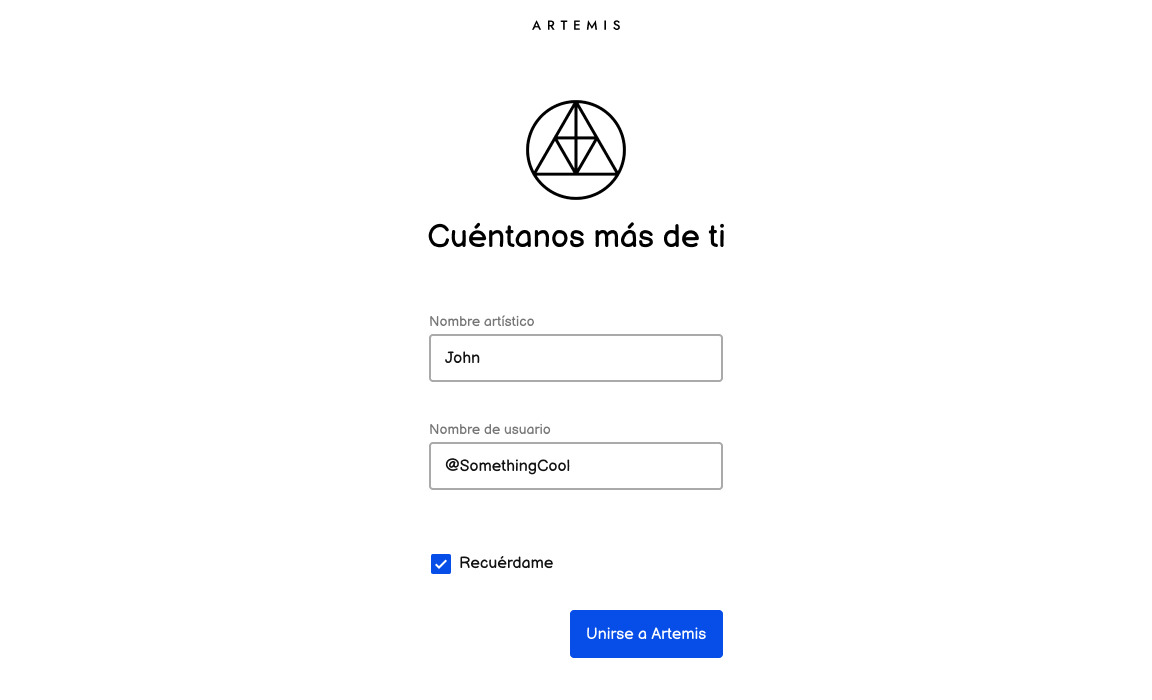 ARTEMIS
Cuéntanos más de ti
Nombre artístico
John
Nombre de usuario
@SomethingCool
Recuérdame
Unirse a Artemis